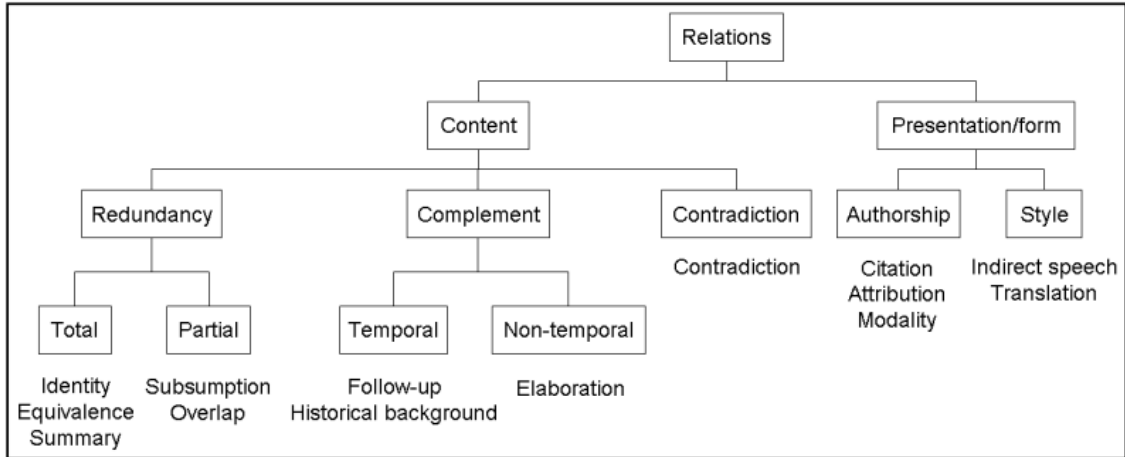 Relations
Content
Presentation/form
Redundancy
Complement
Contradiction
Authorship
Style
Contradiction
Citation
Attribution
Modality
Indirect speech
Translation
Total
Partial
Temporal
Non-temporal
Identity
Equivalence
Summary
Subsumption
Overlap
Follow-up
Historical background
Elaboration